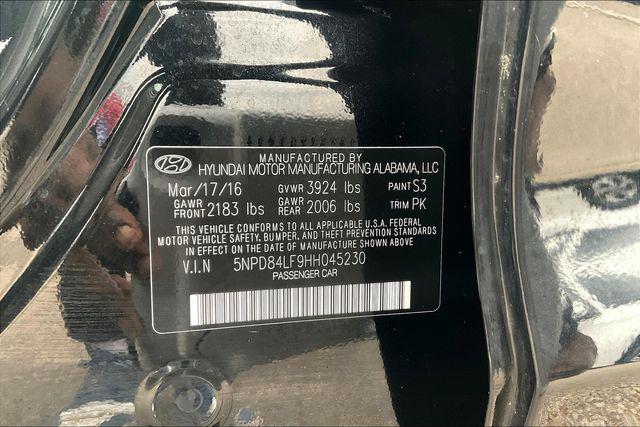 MANUFACTURED BY
HYUNDAI MOTOR MANUFACTURING ALABAMA, LLC
Mar/17/16 GVWR 3924 lbs PAINT S3
GAWR FRONT 2183 lbs GAWR REAR 2006 lbs TRIM PK
THIS VEHICLE CONFORMS TO ALL APPLICABLE U.S.A. FEDERAL
MOTOR VEHICLE SAFETY, BUMPER, AND THEFT PREVENTION STANDARDS
IN EFFECT ON THE DATE OF MANUFACTURE SHOWN ABOVE
V.I.N 5NPD84LF9HH045230
PASSENGER CAR